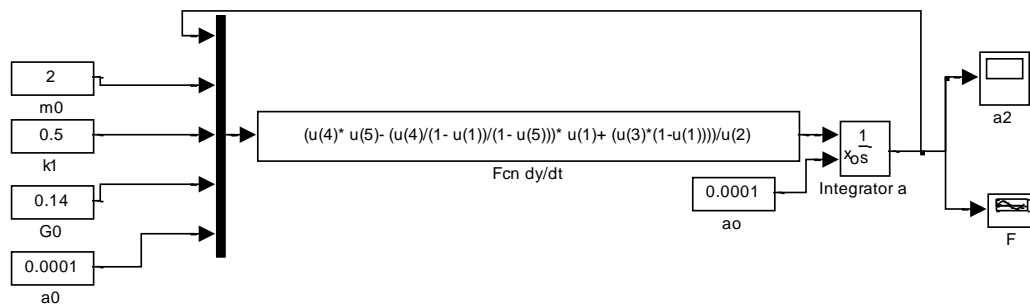 2
m0
0.5
k1
0.14
G0
0.0001
a0
(u(4)* u(5)- (u(4)/(1- u(1))/(1- u(5)))* u(1)+ (u(3)*(1-u(1))))/u(2)
Fcn dy/dt
0.0001
ao
1
xo s
Integrator a
a2
F